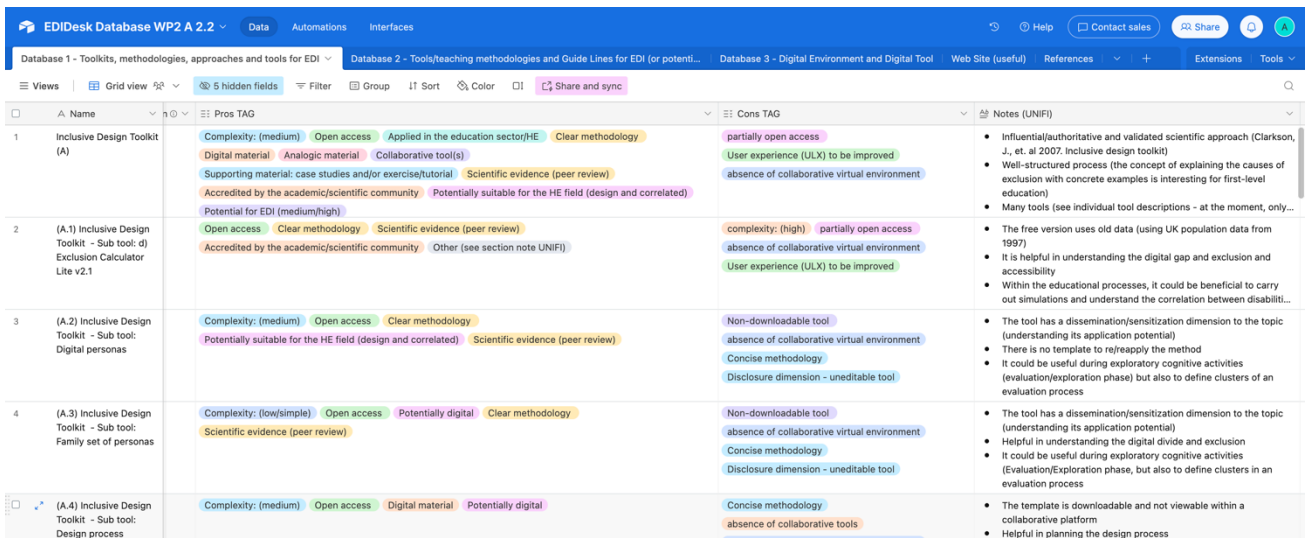 EDIDesk Database WP2 A 2.2 Data Automations Interfaces Help Contact sales Share A
Database 1 - Toolkits, methodologies, approaches and tools for EDI Database 2 - Tools/teaching methodologies and Guide Lines for EDI (or potenti... Database 3 - Digital Environment and Digital Tool Web Site (useful) References Extensions Tools
Views Grid view 5 hidden fields Filter Group Sort Color Share and sync
Name Pros TAG Cons TAG Notes (UNIFI)
1
Inclusive Design Toolkit
(A)
Complexity: (medium) Open access Applied in the education sector/HE Clear methodology
Digital material Analogic material Collaborative tool(s)
Supporting material: case studies and/or exercise/tutorial Scientific evidence (peer review)
Accredited by the academic/scientific community Potentially suitable for the HE field (design and correlated)
Potential for EDI (medium/high)
partially open access
User experience (ULX) to be improved
absence of collaborative virtual environment
• Influential/authoritative and validated scientific approach (Clarkson,
J., et. al 2007. Inclusive design toolkit)
• Well-structured process (the concept of explaining the causes of
exclusion with concrete examples is interesting for first-level
education)
• Many tools (see individual tool descriptions - at the moment, only...
2
(A.1) Inclusive Design
Toolkit - Sub tool: d)
Exclusion Calculator
Lite v2.1
Open access Clear methodology Scientific evidence (peer review)
Accredited by the academic/scientific community Other (see section note UNIFI)
complexity: (high) partially open access
absence of collaborative virtual environment
User experience (ULX) to be improved
• The free version uses old data (using UK population data from
1997)
• It is helpful in understanding the digital gap and exclusion and
accessibility
• Within the educational processes, it could be beneficial to carry
out simulations and understand the correlation between disabiliti...
3
(A.2) Inclusive Design
Toolkit - Sub tool:
Digital personas
Complexity: (medium) Open access Clear methodology
Potentially suitable for the HE field (design and correlated) Scientific evidence (peer review)
Non-downloadable tool
absence of collaborative virtual environment
Concise methodology
Disclosure dimension - uneditable tool
• The tool has a dissemination/sensitization dimension to the topic
(understanding its application potential)
• There is no template to re/reapply the method
• It could be useful during exploratory cognitive activities
(evaluation/exploration phase) but also to define clusters of an
evaluation process
4
(A.3) Inclusive Design
Toolkit - Sub tool:
Family set of personas
Complexity: (low/simple) Open access Potentially digital Clear methodology
Scientific evidence (peer review)
Non-downloadable tool
absence of collaborative virtual environment
Concise methodology
Disclosure dimension - uneditable tool
• The tool has a dissemination/sensitization dimension to the topic
(understanding its application potential)
• Helpful in understanding the digital divide and exclusion
• It could be useful during exploratory cognitive activities
(Evaluation/Exploration phase, but also to define clusters in an
evaluation process
(A.4) Inclusive Design
Toolkit - Sub tool:
Design process
Complexity: (medium) Open access Digital material Potentially digital
Concise methodology
absence of collaborative tools
• The template is downloadable and not viewable within a
collaborative platform
• Helpful in planning the design process